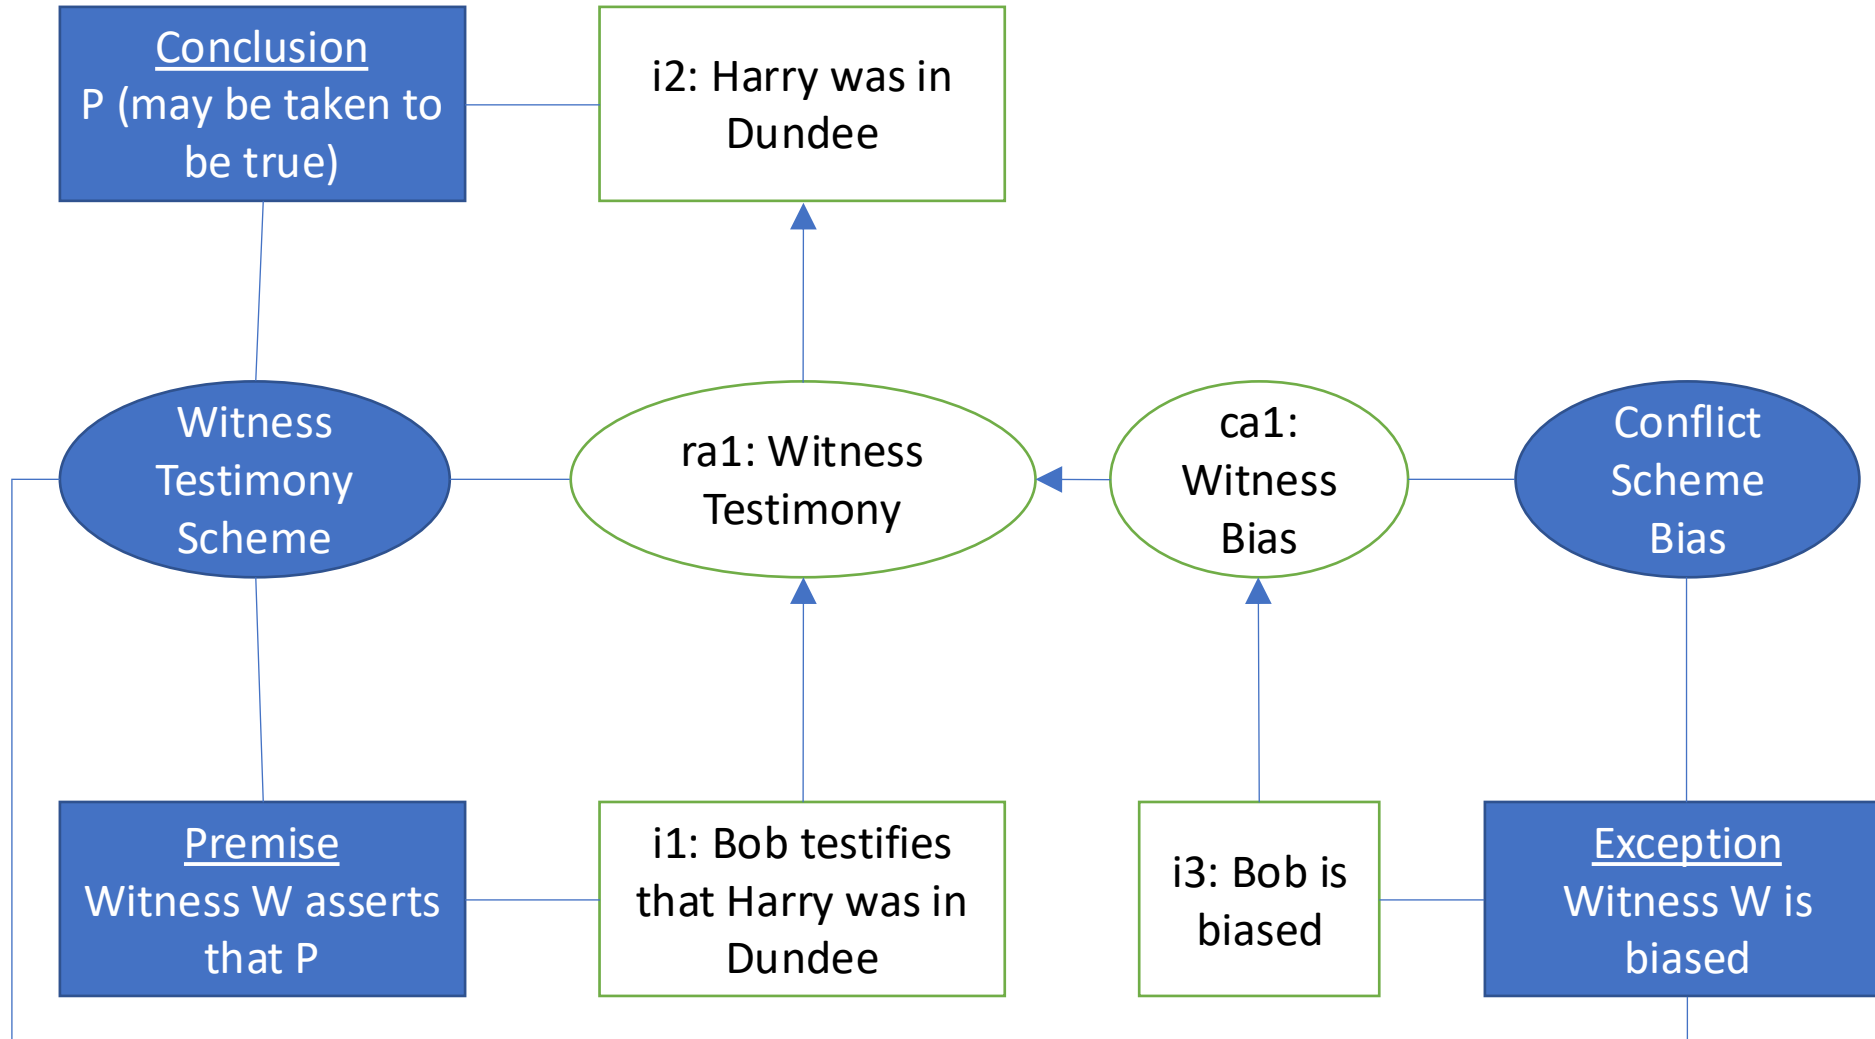 Conclusion
P (may be taken to
be true)
i2: Harry was in
Dundee
Witness
Testimony
Scheme
ra1: Witness
Testimony
ca1:
Witness
Bias
Conflict
Scheme
Bias
Premise
Witness W asserts
that P
i1: Bob testifies
that Harry was in
Dundee
i3: Bob is
biased
Exception
Witness W is
biased